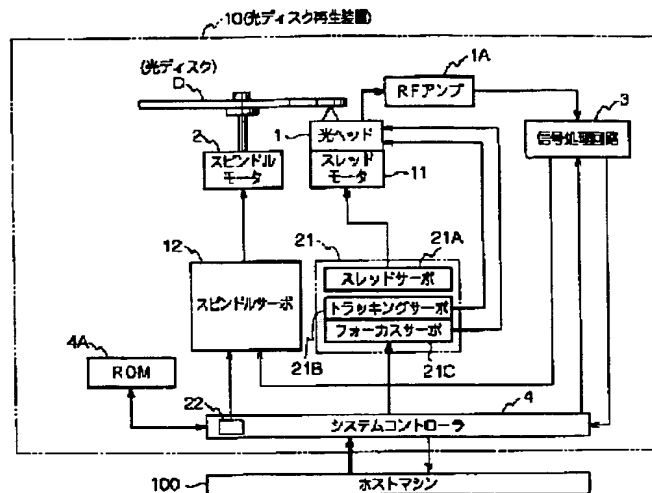 10(光ディスク再生装置)
(光ディスク)
D
1A
RFアンプ
3
信号処理回路
2
1
光ヘッド
スピンドル
モータ
スレッド
モータ
11
12
スピンドルサーボ
21
21A
スレッドサーボ
トラッキングサーボ
フォーカスサーボ
21B
21C
4A
ROM
22
4
システムコントローラ
100
ホストマシン